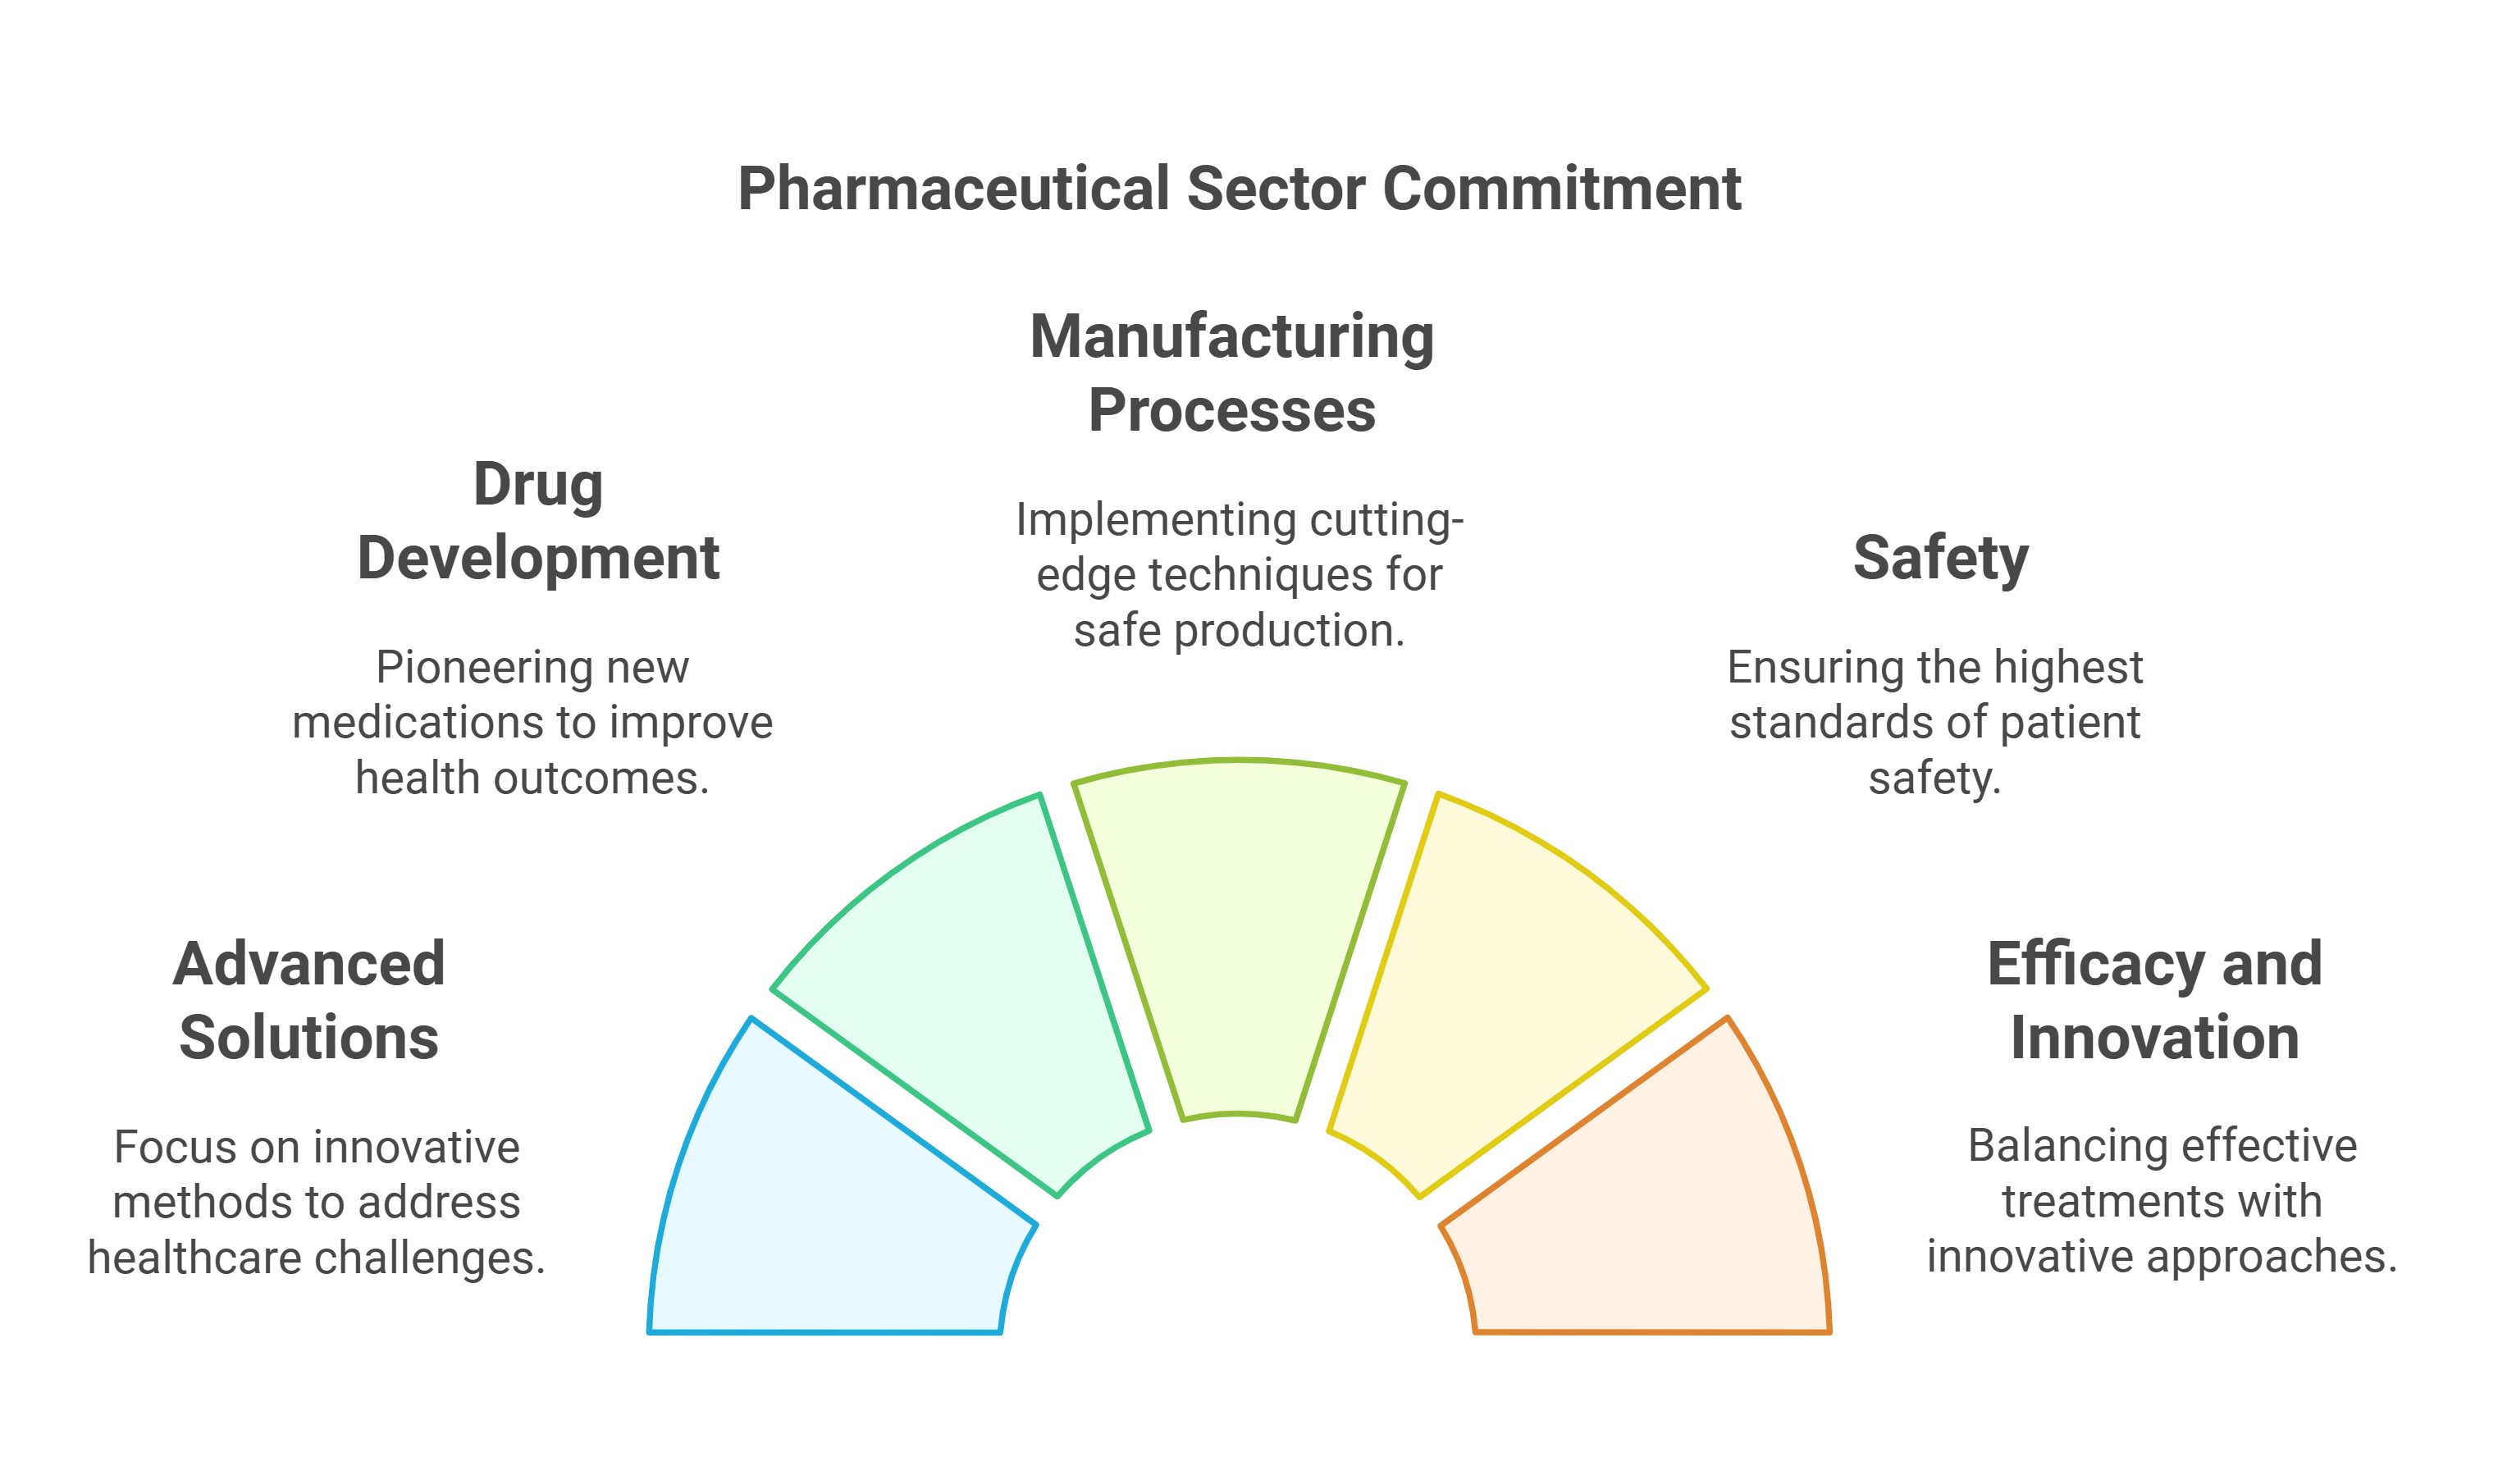 Pharmaceutical Sector Commitment
Manufacturing
Processes
Implementing cutting-
edge techniques for
safe production.
Drug
Development
Pioneering new
medications to improve
health outcomes.
Safety
Ensuring the highest
standards of patient
safety.
Advanced
Solutions
Focus on innovative
methods to address
healthcare challenges.
Efficacy and
Innovation
Balancing effective
treatments with
innovative approaches.